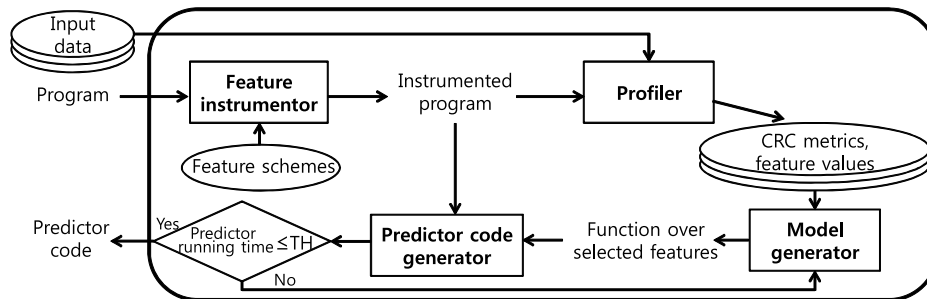 Input
data
Program
Feature
instrumentor
Instrumented
program
Profiler
Feature schemes
CRC metrics,
feature values
Predictor
code
Yes
Predictor
running time ≤TH
No
Predictor code
generator
Function over
selected features
Model
generator